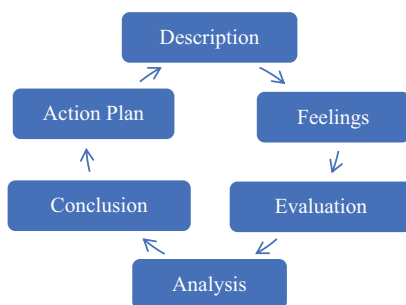 Description
Action Plan
Feelings
Conclusion
Evaluation
Analysis